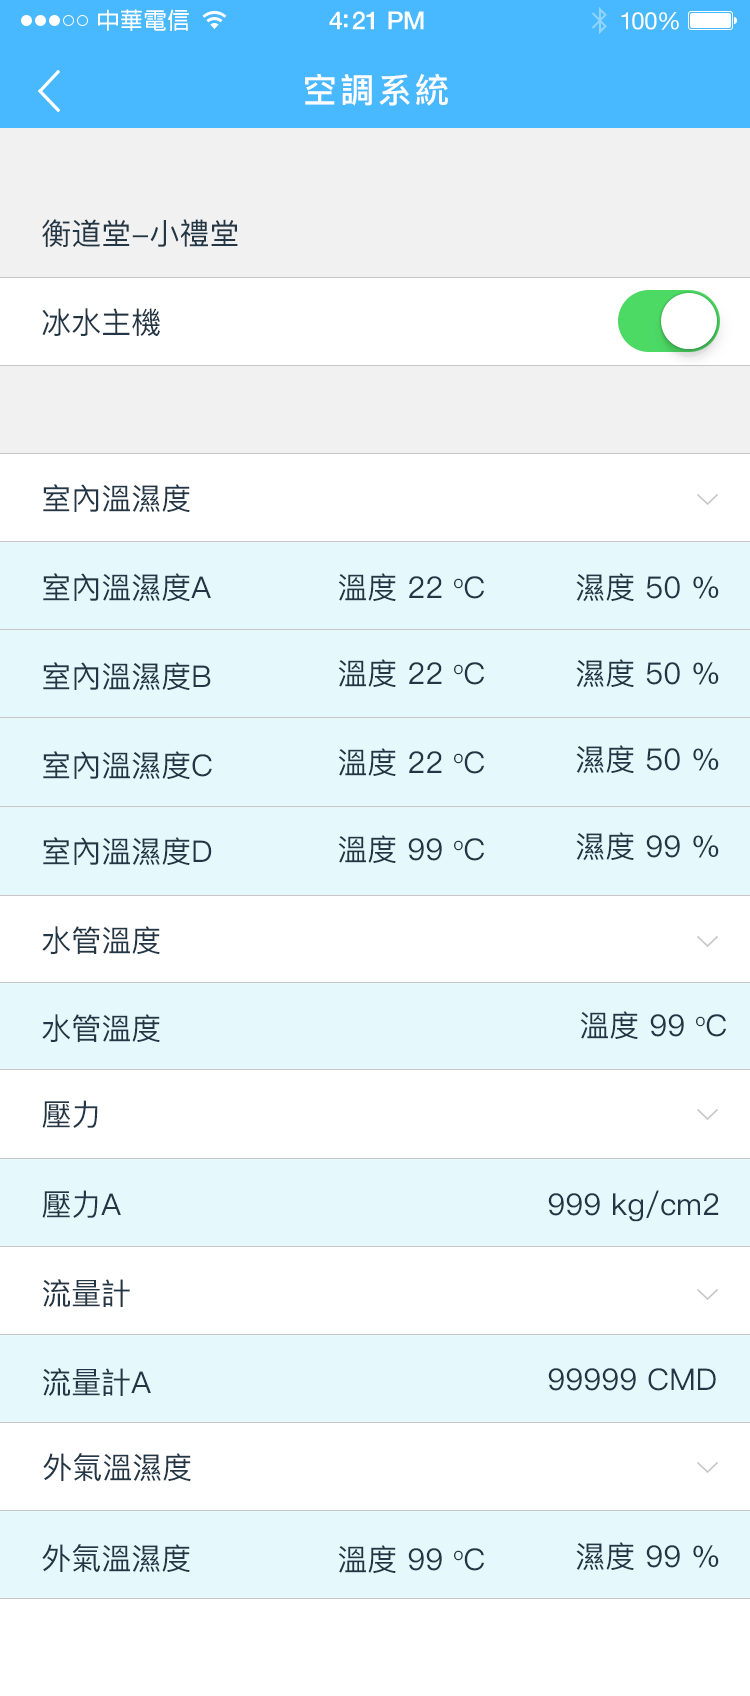 中華電信 4:21 PM 100%
空調系統
衡道堂–小禮堂
冰水主機
室內溫濕度
室內溫濕度A 溫度 22 ºC 濕度 50 %
室內溫濕度B 溫度 22 ºC 濕度 50 %
室內溫濕度C 溫度 22 ºC 濕度 50 %
室內溫濕度D 溫度 99 ºC 濕度 99 %
水管溫度
水管溫度 溫度 99 ºC
壓力
壓力A 999 kg/cm2
流量計
流量計A 99999 CMD
外氣溫濕度
外氣溫濕度 溫度 99 ºC 濕度 99 %